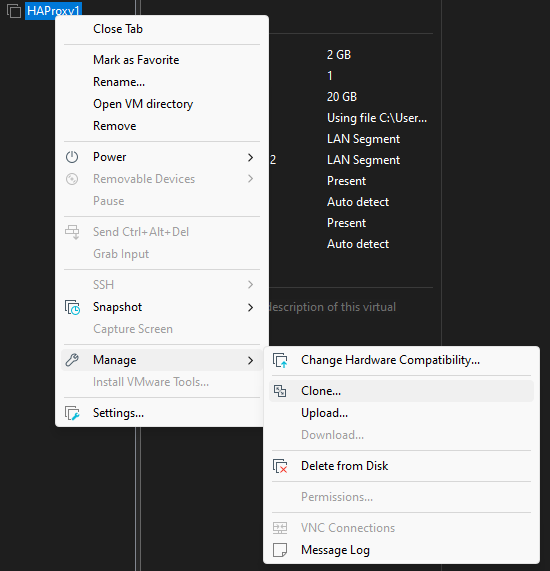 HAProxy1
Close Tab
Mark as Favorite
Rename...
Open VM directory
Remove
Power
Removable Devices
Pause
Send Ctrl+Alt+Del
Grab Input
SSH
Snapshot
Capture Screen
Manage
Install VMware Tools...
Settings...
2 GB
1
20 GB
Using file C:\User...
LAN Segment
2 LAN Segment
Present
Auto detect
Present
Auto detect
description of this virtual
Change Hardware Compatibility...
Clone...
Upload...
Download...
Delete from Disk
Permissions...
VNC Connections
Message Log